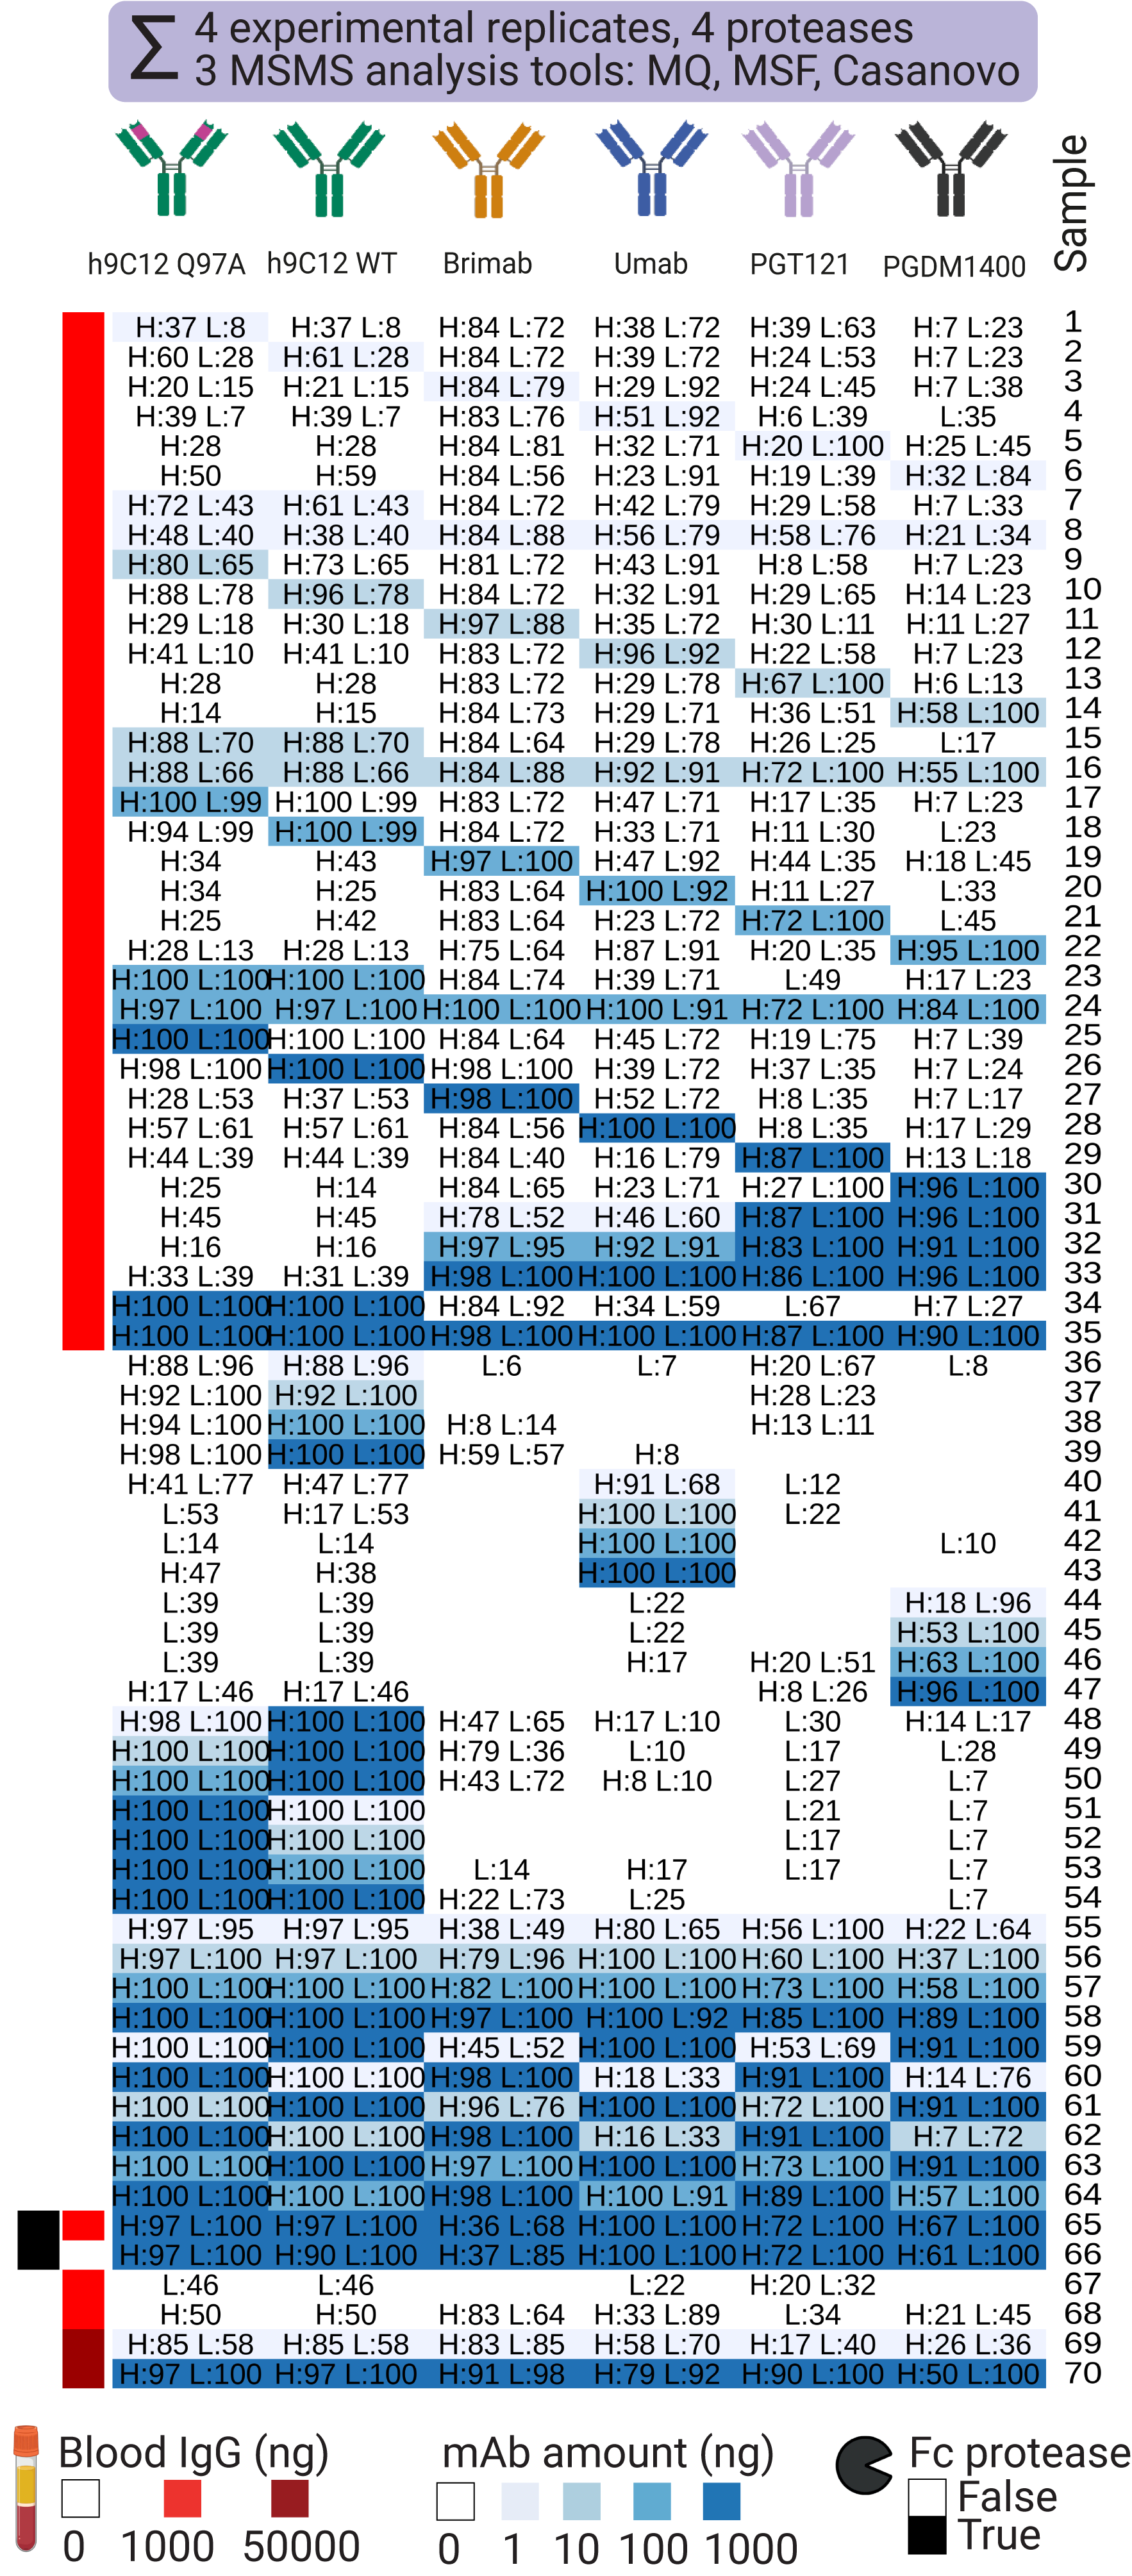 ∑ 4 experimental replicates, 4 proteases
3 MSMS analysis tools: MQ, MSF, Casanovo
h9C12 Q97A h9C12 WT Brimab Umab PGT121 PGDM1400 Sample
H:37 L:8 H:37 L:8 H:84 L:72 H:38 L:72 H:39 L:63 H:7 L:23 1
H:60 L:28 H:61 L:28 H:84 L:72 H:39 L:72 H:24 L:53 H:7 L:23 2
H:20 L:15 H:21 L:15 H:84 L:79 H:29 L:92 H:24 L:45 H:7 L:38 3
H:39 L:7 H:39 L:7 H:83 L:76 H:51 L:92 H:6 L:39 L:35 4
H:28 H:28 H:84 L:81 H:32 L:71 H:20 L:100 H:25 L:45 5
H:50 H:59 H:84 L:56 H:23 L:91 H:19 L:39 H:32 L:84 6
H:72 L:43 H:61 L:43 H:84 L:72 H:42 L:79 H:29 L:58 H:7 L:33 7
H:48 L:40 H:38 L:40 H:84 L:88 H:56 L:79 H:58 L:76 H:21 L:34 8
H:80 L:65 H:73 L:65 H:81 L:72 H:43 L:91 H:8 L:58 H:7 L:23 9
H:88 L:78 H:96 L:78 H:84 L:72 H:32 L:91 H:29 L:65 H:14 L:23 10
H:29 L:18 H:30 L:18 H:97 L:88 H:35 L:72 H:30 L:11 H:11 L:27 11
H:41 L:10 H:41 L:10 H:83 L:72 H:96 L:92 H:22 L:58 H:7 L:23 12
H:28 H:28 H:83 L:72 H:29 L:78 H:67 L:100 H:6 L:13 13
H:14 H:15 H:84 L:73 H:29 L:71 H:36 L:51 H:58 L:100 14
H:88 L:70 H:88 L:70 H:84 L:64 H:29 L:78 H:26 L:25 L:17 15
H:88 L:66 H:88 L:66 H:84 L:88 H:92 L:91 H:72 L:100 H:55 L:100 16
H:100 L:99 H:100 L:99 H:83 L:72 H:47 L:71 H:17 L:35 H:7 L:23 17
H:94 L:99 H:100 L:99 H:84 L:72 H:33 L:71 H:11 L:30 L:23 18
H:34 H:43 H:97 L:100 H:47 L:92 H:44 L:35 H:18 L:45 19
H:34 H:25 H:83 L:64 H:100 L:92 H:11 L:27 L:33 20
H:25 H:42 H:83 L:64 H:23 L:72 H:72 L:100 L:45 21
H:28 L:13 H:28 L:13 H:75 L:64 H:87 L:91 H:20 L:35 H:95 L:100 22
H:100 L:100 H:100 L:100 H:84 L:74 H:39 L:71 L:49 H:17 L:23 23
H:97 L:100 H:97 L:100 H:100 L:100 H:100 L:91 H:72 L:100 H:84 L:100 24
H:100 L:100 H:100 L:100 H:84 L:64 H:45 L:72 H:19 L:75 H:7 L:39 25
H:98 L:100 H:100 L:100 H:98 L:100 H:39 L:72 H:37 L:35 H:7 L:24 26
H:28 L:53 H:37 L:53 H:98 L:100 H:52 L:72 H:8 L:35 H:7 L:17 27
H:57 L:61 H:57 L:61 H:84 L:56 H:100 L:100 H:8 L:35 H:17 L:29 28
H:44 L:39 H:44 L:39 H:84 L:40 H:16 L:79 H:87 L:100 H:13 L:18 29
H:25 H:14 H:84 L:65 H:23 L:71 H:27 L:100 H:96 L:100 30
H:45 H:45 H:78 L:52 H:46 L:60 H:87 L:100 H:96 L:100 31
H:16 H:16 H:97 L:95 H:92 L:91 H:83 L:100 H:91 L:100 32
H:33 L:39 H:31 L:39 H:98 L:100 H:100 L:100 H:86 L:100 H:96 L:100 33
H:100 L:100 H:100 L:100 H:84 L:92 H:34 L:59 L:67 H:7 L:27 34
H:100 L:100 H:100 L:100 H:98 L:100 H:100 L:100 H:87 L:100 H:90 L:100 35
H:88 L:96 H:88 L:96 L:6 L:7 H:20 L:67 L:8 36
H:92 L:100 H:92 L:100 H:28 L:23 37
H:94 L:100 H:100 L:100 H:8 L:14 H:13 L:11 38
H:98 L:100 H:100 L:100 H:59 L:57 H:8 39
H:41 L:77 H:47 L:77 H:91 L:68 L:12 40
L:53 H:17 L:53 H:100 L:100 L:22 41
L:14 L:14 H:100 L:100 L:10 42
H:47 H:38 H:100 L:100 43
L:39 L:39 L:22 H:18 L:96 44
L:39 L:39 L:22 H:53 L:100 45
L:39 L:39 H:17 H:20 L:51 H:63 L:100 46
H:17 L:46 H:17 L:46 H:8 L:26 H:96 L:100 47
H:98 L:100 H:100 L:100 H:47 L:65 H:17 L:10 L:30 H:14 L:17 48
H:100 L:100 H:100 L:100 H:79 L:36 L:10 L:17 L:28 49
H:100 L:100 H:100 L:100 H:43 L:72 H:8 L:10 L:27 L:7 50
H:100 L:100 H:100 L:100 L:21 L:7 51
H:100 L:100 H:100 L:100 L:17 L:7 52
H:100 L:100 H:100 L:100 L:14 H:17 L:17 L:7 53
H:100 L:100 H:100 L:100 H:22 L:73 L:25 L:7 54
H:97 L:95 H:97 L:95 H:38 L:49 H:80 L:65 H:56 L:100 H:22 L:64 55
H:97 L:100 H:97 L:100 H:79 L:96 H:100 L:100 H:60 L:100 H:37 L:100 56
H:100 L:100 H:100 L:100 H:82 L:100 H:100 L:100 H:73 L:100 H:58 L:100 57
H:100 L:100 H:100 L:100 H:97 L:100 H:100 L:92 H:85 L:100 H:89 L:100 58
H:100 L:100 H:100 L:100 H:45 L:52 H:100 L:100 H:53 L:69 H:91 L:100 59
H:100 L:100 H:100 L:100 H:98 L:100 H:18 L:33 H:91 L:100 H:14 L:76 60
H:100 L:100 H:100 L:100 H:96 L:76 H:100 L:100 H:72 L:100 H:91 L:100 61
H:100 L:100 H:100 L:100 H:98 L:100 H:16 L:33 H:91 L:100 H:7 L:72 62
H:100 L:100 H:100 L:100 H:97 L:100 H:100 L:100 H:73 L:100 H:91 L:100 63
H:100 L:100 H:100 L:100 H:98 L:100 H:100 L:91 H:89 L:100 H:57 L:100 64
H:97 L:100 H:97 L:100 H:36 L:68 H:100 L:100 H:72 L:100 H:67 L:100 65
H:97 L:100 H:90 L:100 H:37 L:85 H:100 L:100 H:72 L:100 H:61 L:100 66
L:46 L:46 L:22 H:20 L:32 67
H:50 H:50 H:83 L:64 H:33 L:89 L:34 H:21 L:45 68
H:85 L:58 H:85 L:58 H:83 L:85 H:58 L:70 H:17 L:40 H:26 L:36 69
H:97 L:100 H:97 L:100 H:91 L:98 H:79 L:92 H:90 L:100 H:50 L:100 70
Blood IgG (ng) mAb amount (ng) Fc protease
False
True
0 1000 50000 0 1 10 100 1000